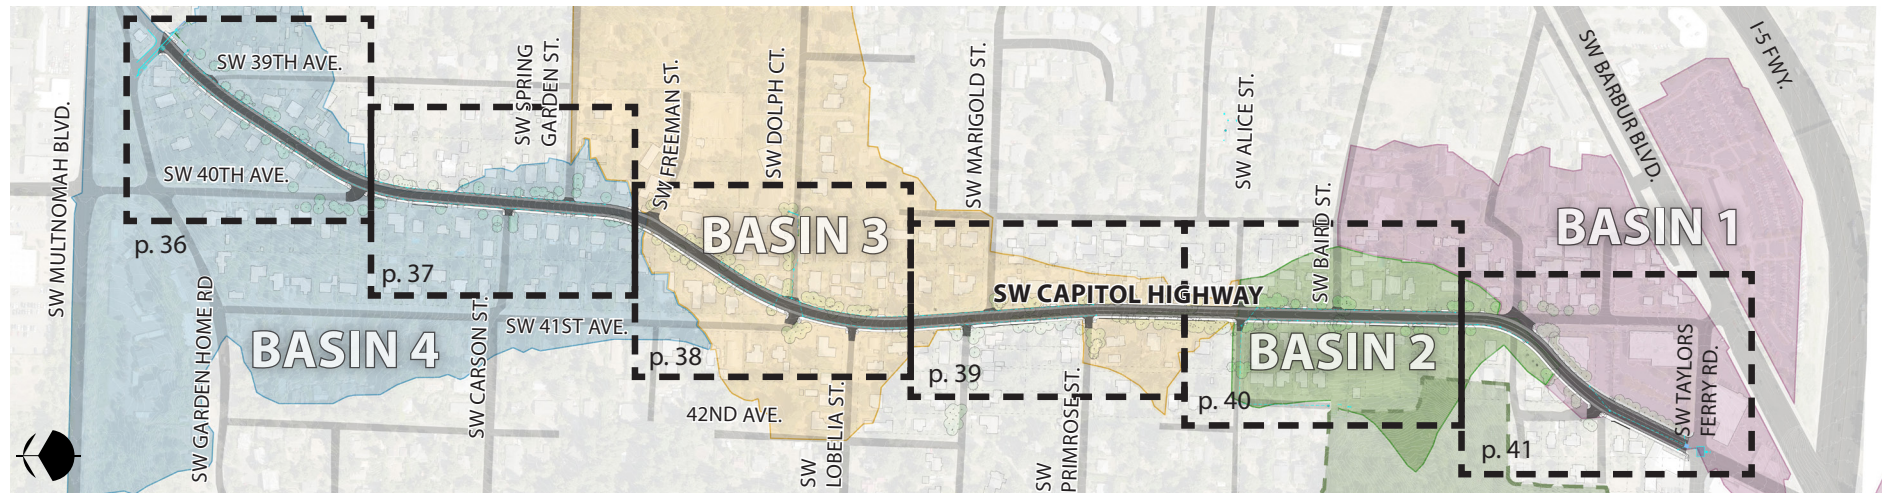 SW MULTNOMAH BLVD.
SW 39TH AVE.
SW 40TH AVE.
p. 36
SW GARDEN HOME RD
BASIN 4
p. 37
SW SPRING
GARDEN ST.
SW CARSON ST.
SW 41ST AVE.
SW FREEMAN ST.
SW DOLPH CT.
BASIN 3
p. 38
42ND AVE.
SW
LOBELIA ST.
SW MARIGOLD ST.
p. 39
SW CAPITOL HIGHWAY
SW
PRIMROSE ST.
SW ALICE ST.
SW BAIRD ST.
BASIN 2
p. 40
SW BARBUR BLVD.
I-5 FWY.
BASIN 1
p. 41
SW TAYLORS
FERRY RD.